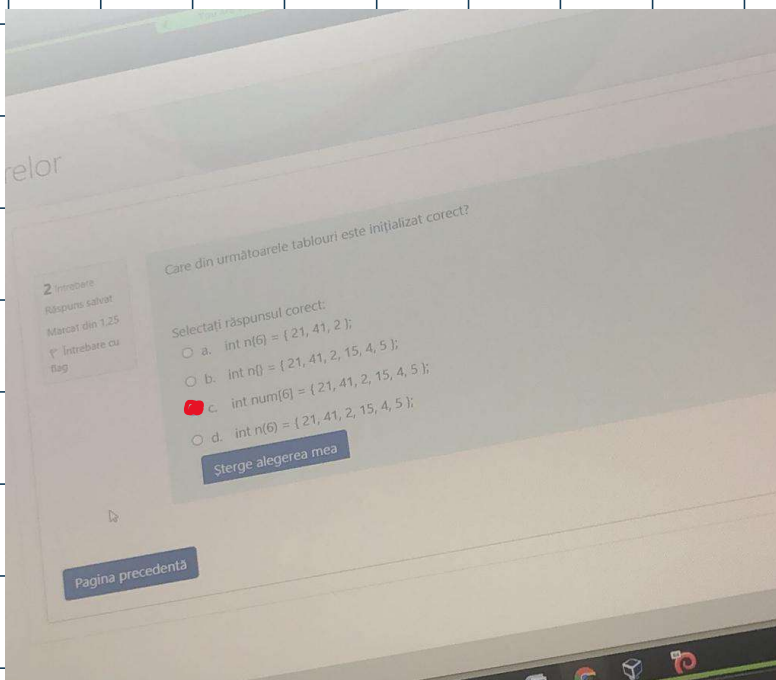 relor
2 Întrebare
Răspuns salvat
Marcat din 1,25
Întrebare cu
flag
Care din următoarele tablouri este inițializat corect?
Selectați răspunsul corect:
a. int n{6} = { 21, 41, 2 };
b. int n{} = { 21, 41, 2, 15, 4, 5 };
c. int num[6] = { 21, 41, 2, 15, 4, 5 };
d. int n(6) = { 21, 41, 2, 15, 4, 5 };
Șterge alegerea mea
Pagina precedentă